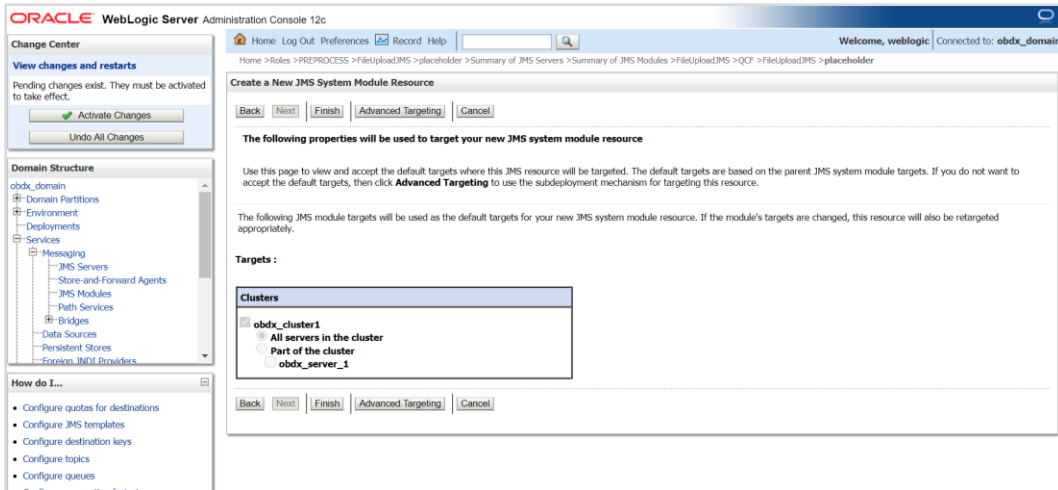 ORACLE WebLogic Server Administration Console 12c
Change Center
View changes and restarts
Pending changes exist. They must be activated
to take effect.
Activate Changes
Undo All Changes
Domain Structure
obdx_domain
Domain Partitions
Environment
Deployments
Services
Messaging
JMS Servers
Store-and-Forward Agents
JMS Modules
Path Services
Bridges
Data Sources
Persistent Stores
Foreign JNDI Providers
How do I...
Configure quotas for destinations
Configure JMS templates
Configure destination keys
Configure topics
Configure queues
Home Log Out Preferences Record Help
Welcome, weblogic Connected to: obdx_domain
Home >Roles >PREPROCESS >FileUploadJMS >placeholder >Summary of JMS Servers >Summary of JMS Modules >FileUploadJMS >QCF >FileUploadJMS >placeholder
Create a New JMS System Module Resource
Back Next Finish Advanced Targeting Cancel
The following properties will be used to target your new JMS system module resource
Use this page to view and accept the default targets where this JMS resource will be targeted. The default targets are based on the parent JMS system module targets. If you do not want to
accept the default targets, then click Advanced Targeting to use the subdeployment mechanism for targeting this resource.
The following JMS module targets will be used as the default targets for your new JMS system module resource. If the module's targets are changed, this resource will also be retargeted
appropriately.
Targets :
Clusters
obdx_cluster1
All servers in the cluster
Part of the cluster
obdx_server_1
Back Next Finish Advanced Targeting Cancel